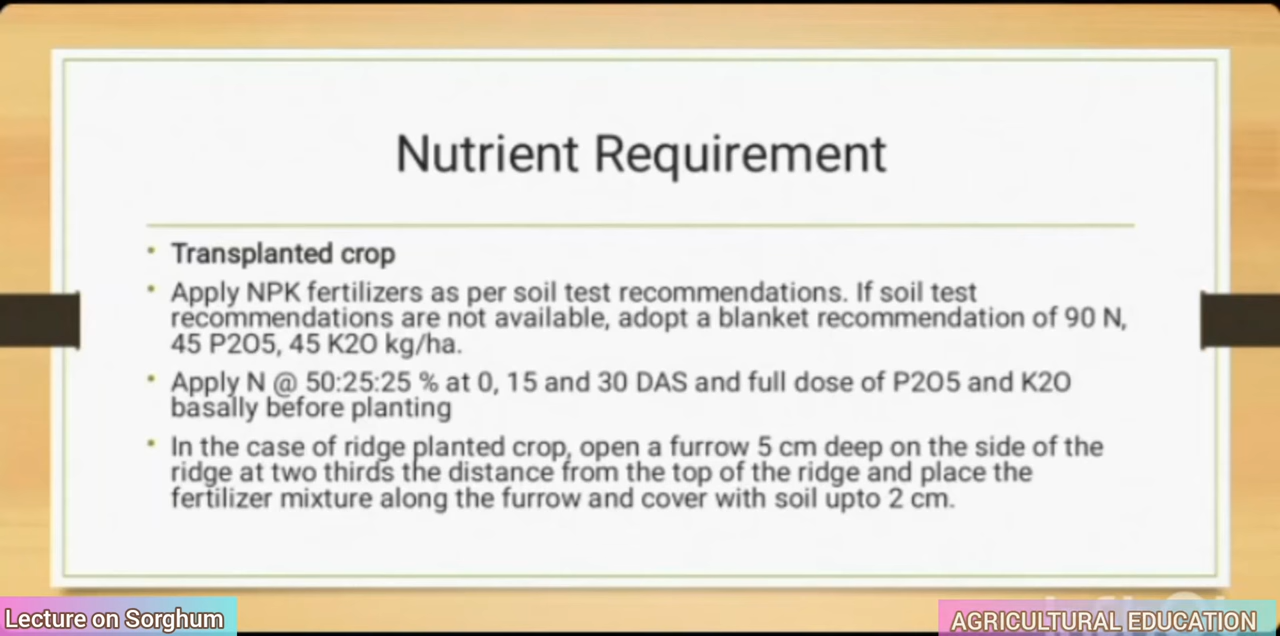 Nutrient Requirement
Transplanted crop
Apply NPK fertilizers as per soil test recommendations. If soil test
recommendations are not available, adopt a blanket recommendation of 90 N,
45 P2O5, 45 K2O kg/ha.
Apply N @ 50:25:25 % at 0, 15 and 30 DAS and full dose of P2O5 and K2O
basally before planting
In the case of ridge planted crop, open a furrow 5 cm deep on the side of the
ridge at two thirds the distance from the top of the ridge and place the
fertilizer mixture along the furrow and cover with soil upto 2 cm.
Lecture on Sorghum
AGRICULTURAL EDUCATION